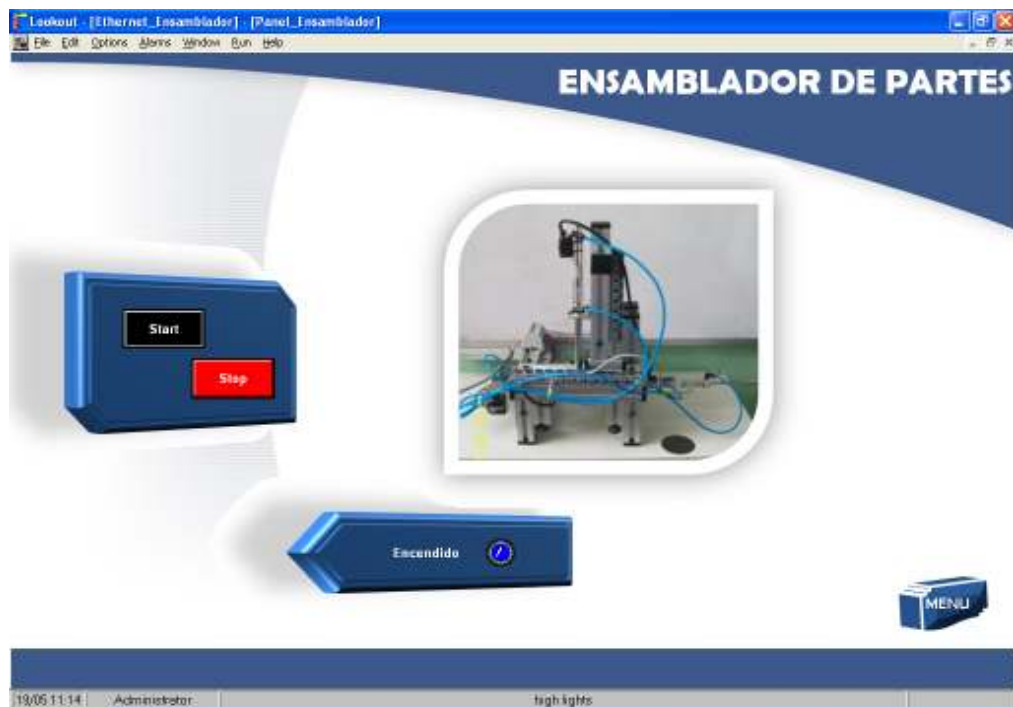 Lookout - [Ethernet_Ensamblador] - [Panel_Ensamblador]
File Edit Options Alarms Window Run Help
ENSAMBLADOR DE PARTES
Start
Stop
Encendido
MENU
19/05 11:14 Administrator high lights